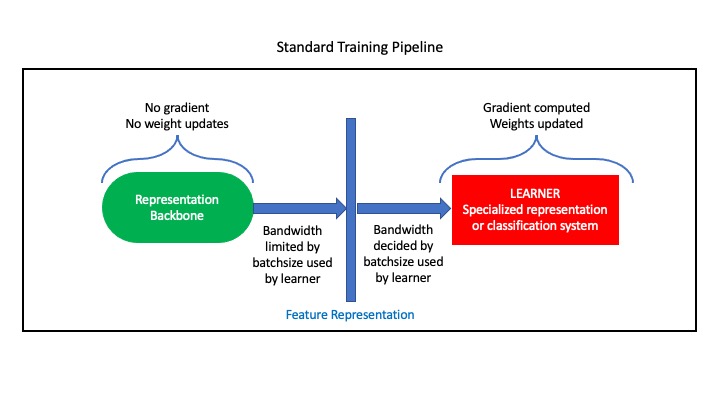 Standard Training Pipeline
No gradient
No weight updates
Gradient computed
Weights updated
Representation
Backbone
LEARNER
Specialized representation
or classification system
Bandwidth
limited by
batchsize used
by learner
Bandwidth
decided by
batchsize used
by learner
Feature Representation